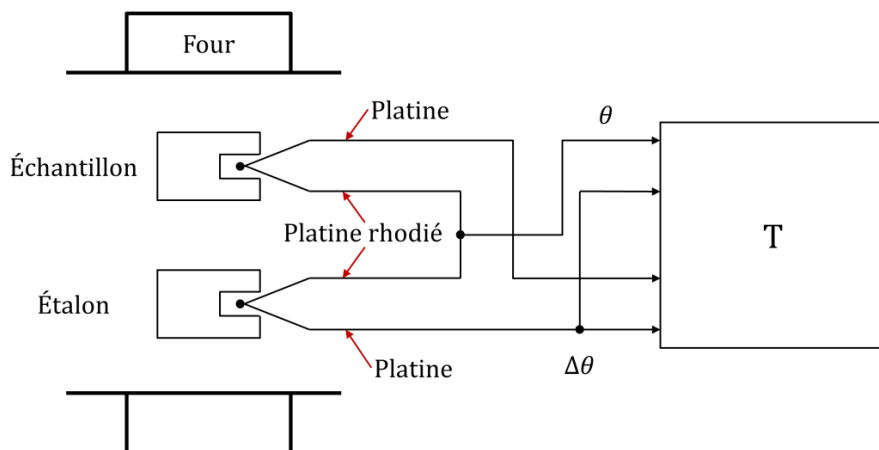 Four
Platine
θ
Échantillon
Platine rhodié
T
Étalon
Platine
Δθ